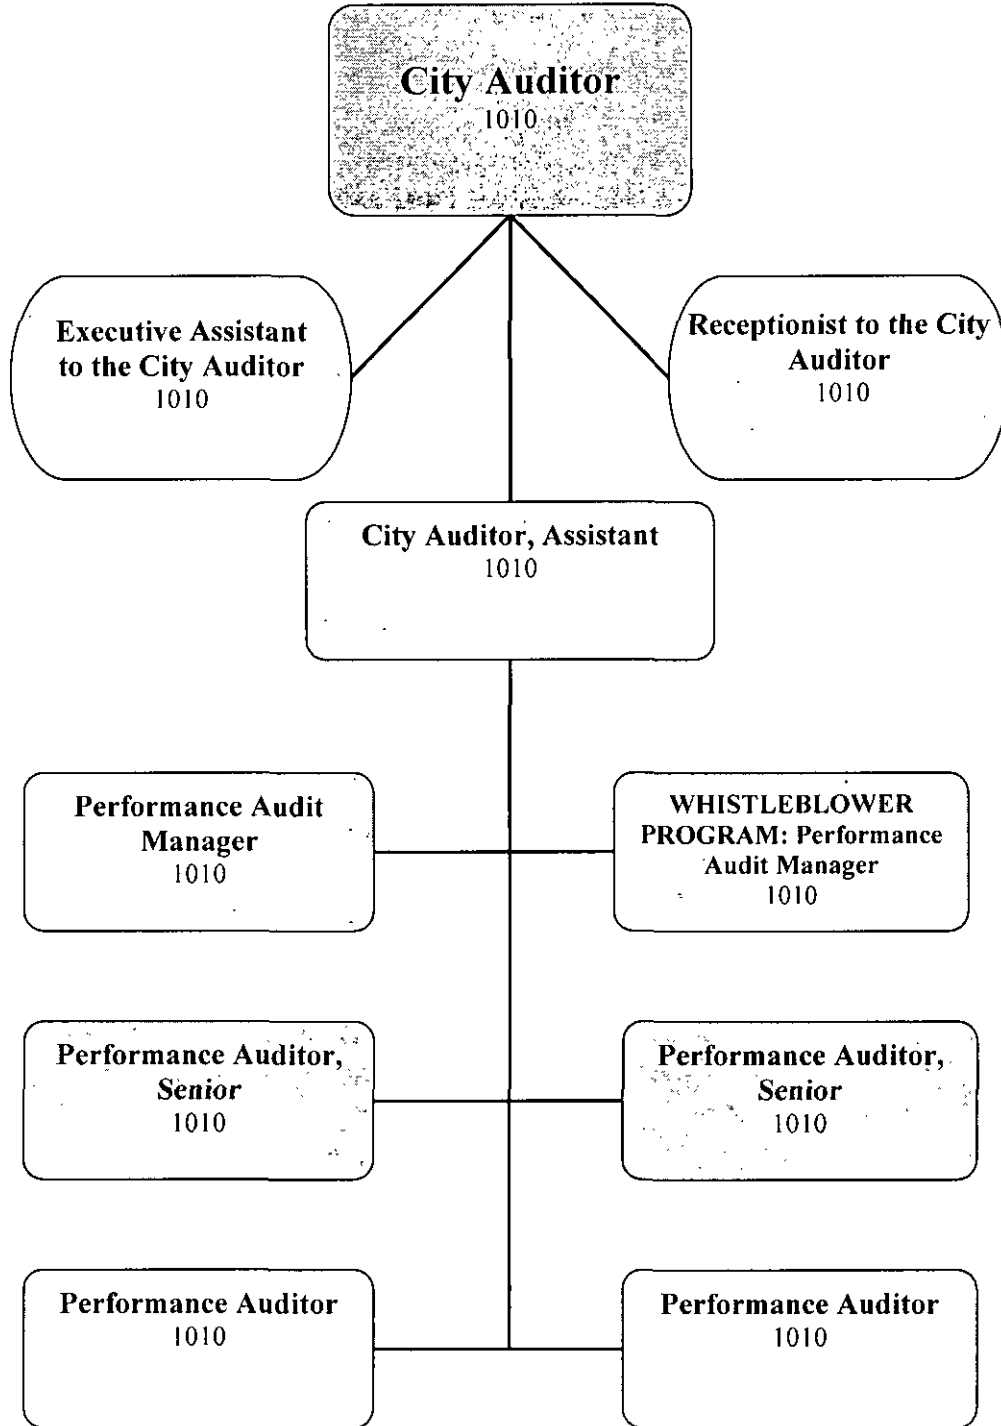 City Auditor
1010
Executive Assistant
to the City Auditor
1010
Receptionist to the City
Auditor
1010
City Auditor, Assistant
1010
Performance Audit
Manager
1010
WHISTLEBLOWER
PROGRAM: Performance
Audit Manager
1010
Performance Auditor,
Senior
1010
Performance Auditor,
Senior
1010
Performance Auditor
1010
Performance Auditor
1010